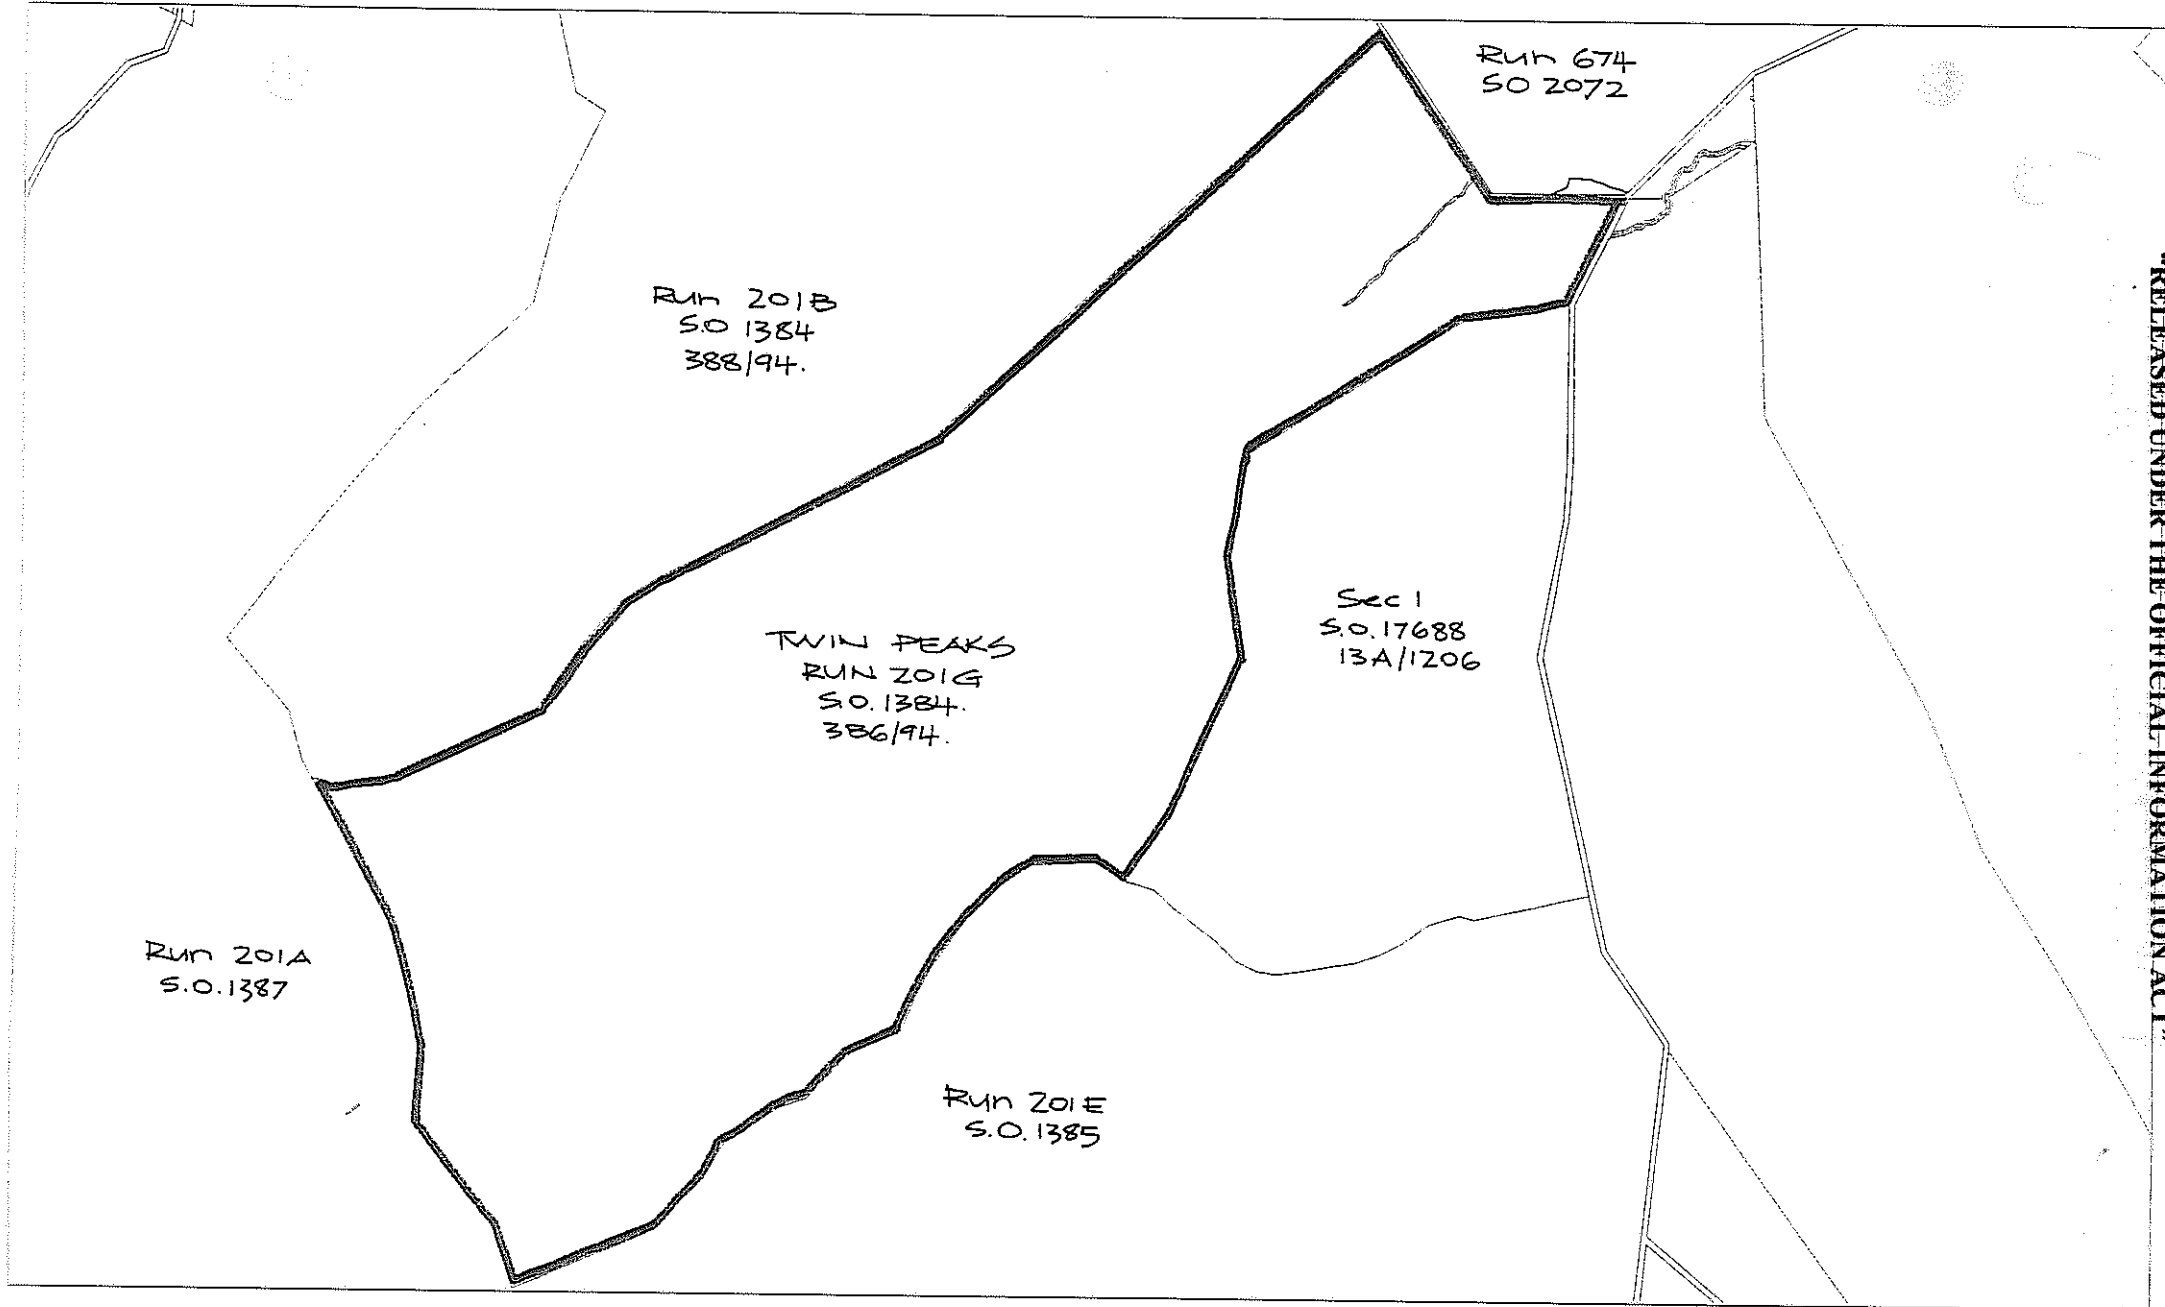 Run 674
SO 2072
Run 201B
S.O 1384
388/94.
TWIN PEAKS
RUN 201G
S.O. 1384.
386/94.
Sec 1
S.O. 17688
13A/1206
Run 201A
S.O. 1387
Run 201E
S.O. 1385
"RELEASED UNDER THE OFFICIAL INFORMATION ACT"